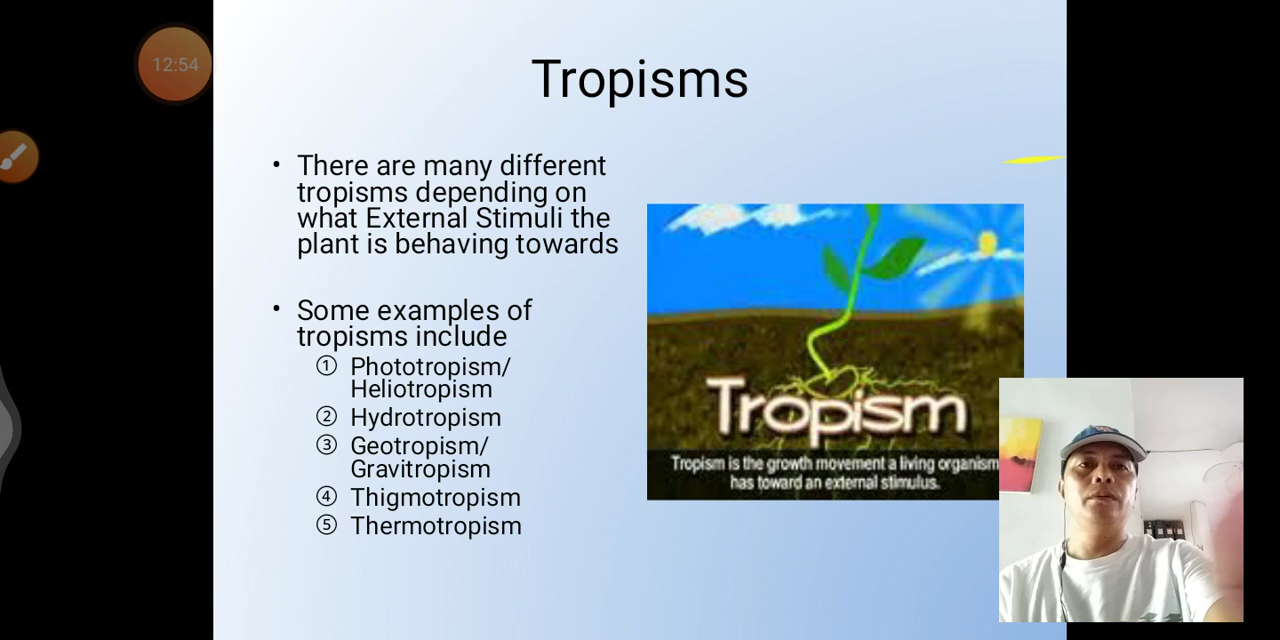 12:54
Tropisms
• There are many different
tropisms depending on
what External Stimuli the
plant is behaving towards
• Some examples of
tropisms include
① Phototropism/
Heliotropism
② Hydrotropism
③ Geotropism/
Gravitropism
④ Thigmotropism
⑤ Thermotropism
Tropism
Tropism is the growth movement a living organism
has toward an external stimulus.